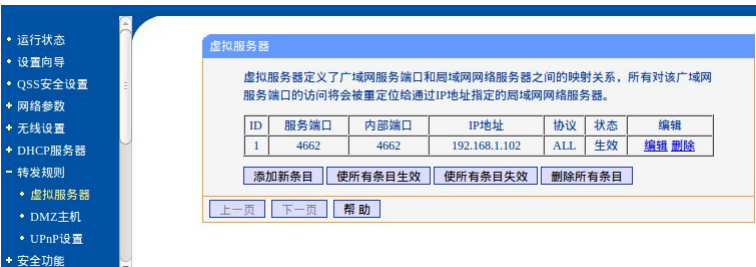 运行状态
设置向导
QSS安全设置
网络参数
无线设置
DHCP服务器
转发规则
虚拟服务器
DMZ主机
UPnP设置
安全功能
虚拟服务器
虚拟服务器定义了广域网服务端口和局域网网络服务器之间的映射关系，所有对该广域网
服务端口的访问将会被重定位给通过IP地址指定的局域网网络服务器。
ID 服务端口 内部端口 IP地址 协议 状态 编辑
1 4662 4662 192.168.1.102 ALL 生效 编辑 删除
添加新条目 使所有条目生效 使所有条目失效 删除所有条目
上一页 下一页 帮助